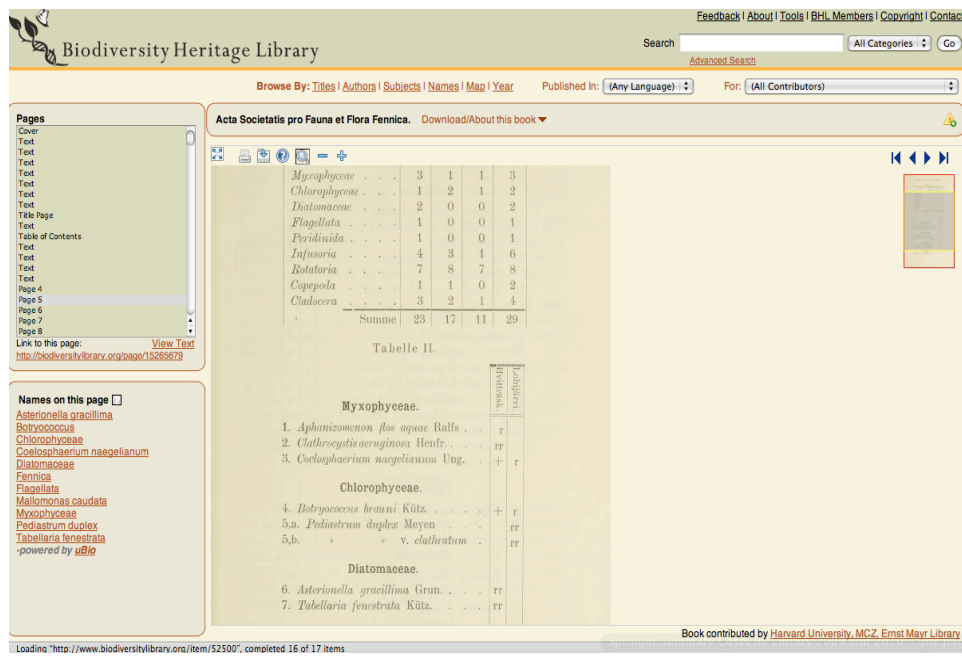 Feedback | About | Tools | BHL Members | Copyright | Contact
Biodiversity Heritage Library
Search All Categories Go
Advanced Search
Browse By: Titles | Authors | Subjects | Names | Map | Year Published In: (Any Language) For: (All Contributors)
Pages
Cover
Text
Text
Text
Text
Text
Text
Text
Title Page
Text
Table of Contents
Text
Text
Text
Text
Page 4
Page 5
Page 6
Page 7
Page 8
Link to this page: View Text
http://biodiversitylibrary.org/page/15265679
Names on this page
Asterionella gracillima
Botryococcus
Chlorophyceae
Coelosphaerium naegelianum
Diatomaceae
Fennica
Flagellata
Mallomonas caudata
Myxophyceae
Pediastrum duplex
Tabellaria fenestrata
-powered by uBio
Acta Societatis pro Fauna et Flora Fennica. Download/About this book
Myxophyceae . . . 3 1 1 3
Chlorophyceae . . . 1 2 1 2
Diatomaceae . . . 2 0 0 2
Flagellata . . . . 1 0 0 1
Peridinida . . . . 1 0 0 1
Infusoria . . . . 4 3 1 6
Rotatoria . . . . 7 8 7 8
Copepoda . . . . 1 1 0 2
Cladocera . . . . 3 2 1 4
Summe 23 17 11 29
Tabelle II.
Hvitträsk. Lohijärvi.
Myxophyceae.
1. Aphanizomenon flos aquae Ralfs . . r
2. Clathrocystis aeruginosa Henfr. . . rr
3. Coelosphaerium naegelianum Ung. . + r
Chlorophyceae.
4. Botryococcus brauni Kütz. . . . . + r
5,a. Pediastrum duplex Meyen . . . rr
5,b. » » v. clathratum . rr
Diatomaceae.
6. Asterionella gracillima Grun. . . . rr
7. Tabellaria fenestrata Kütz. . . . . rr
Book contributed by Harvard University, MCZ, Ernst Mayr Library
Loading "http://www.biodiversitylibrary.org/item/52500", completed 16 of 17 items